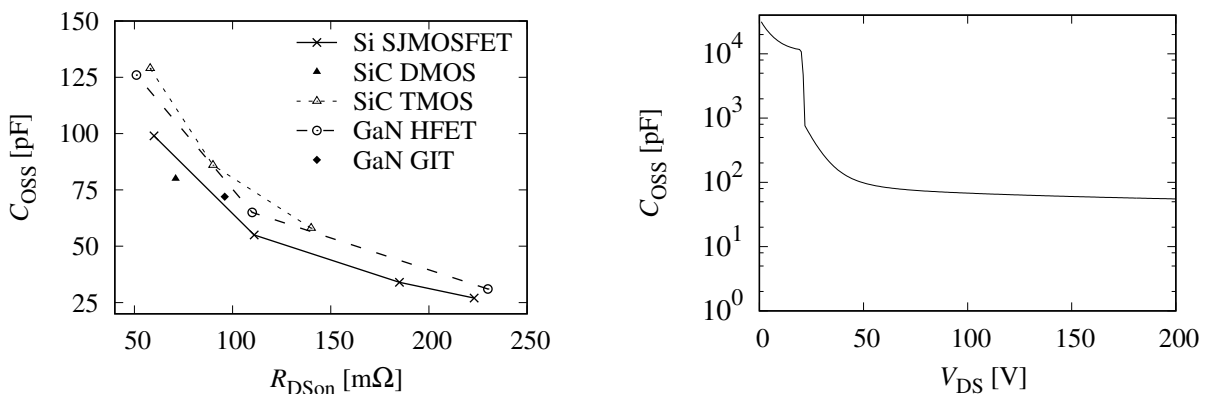 150
125
100
75
50
25
50
100
150
200
250
C_OSS [pF]
R_DSon [mΩ]
Si SJMOSFET
SiC DMOS
SiC TMOS
GaN HFET
GaN GIT
10^4
10^3
10^2
10^1
10^0
0
50
100
150
200
C_OSS [pF]
V_DS [V]